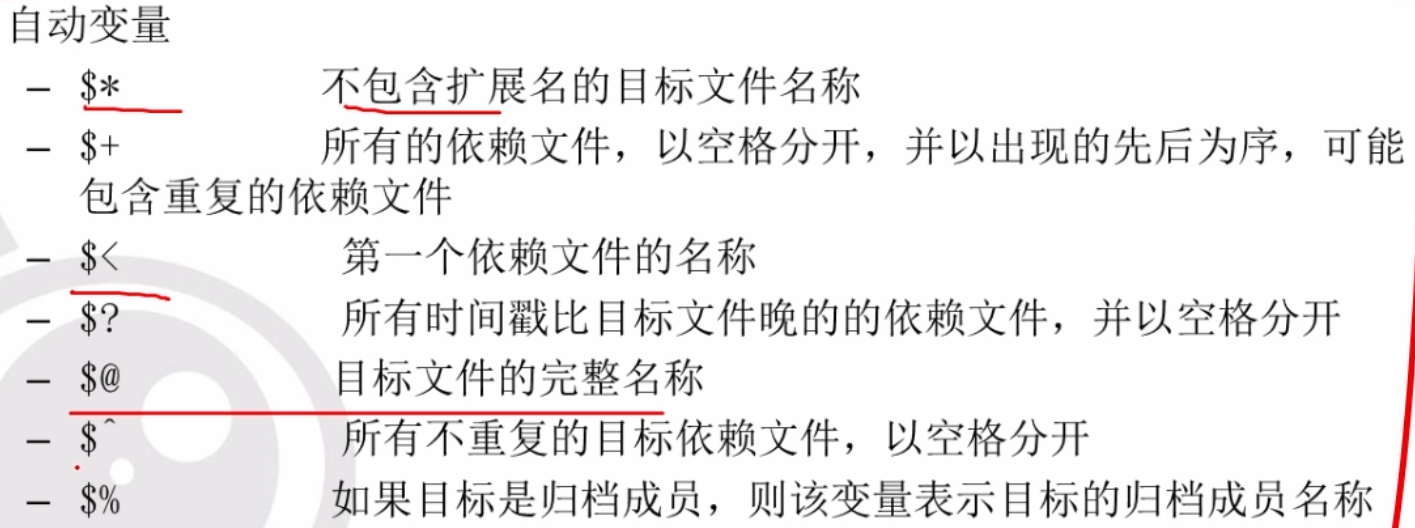 自动变量
– $* 不包含扩展名的目标文件名称
– $+ 所有的依赖文件，以空格分开，并以出现的先后为序，可能
包含重复的依赖文件
– $< 第一个依赖文件的名称
– $? 所有时间戳比目标文件晚的的依赖文件，并以空格分开
– $@ 目标文件的完整名称
– $^ 所有不重复的目标依赖文件，以空格分开
– $% 如果目标是归档成员，则该变量表示目标的归档成员名称